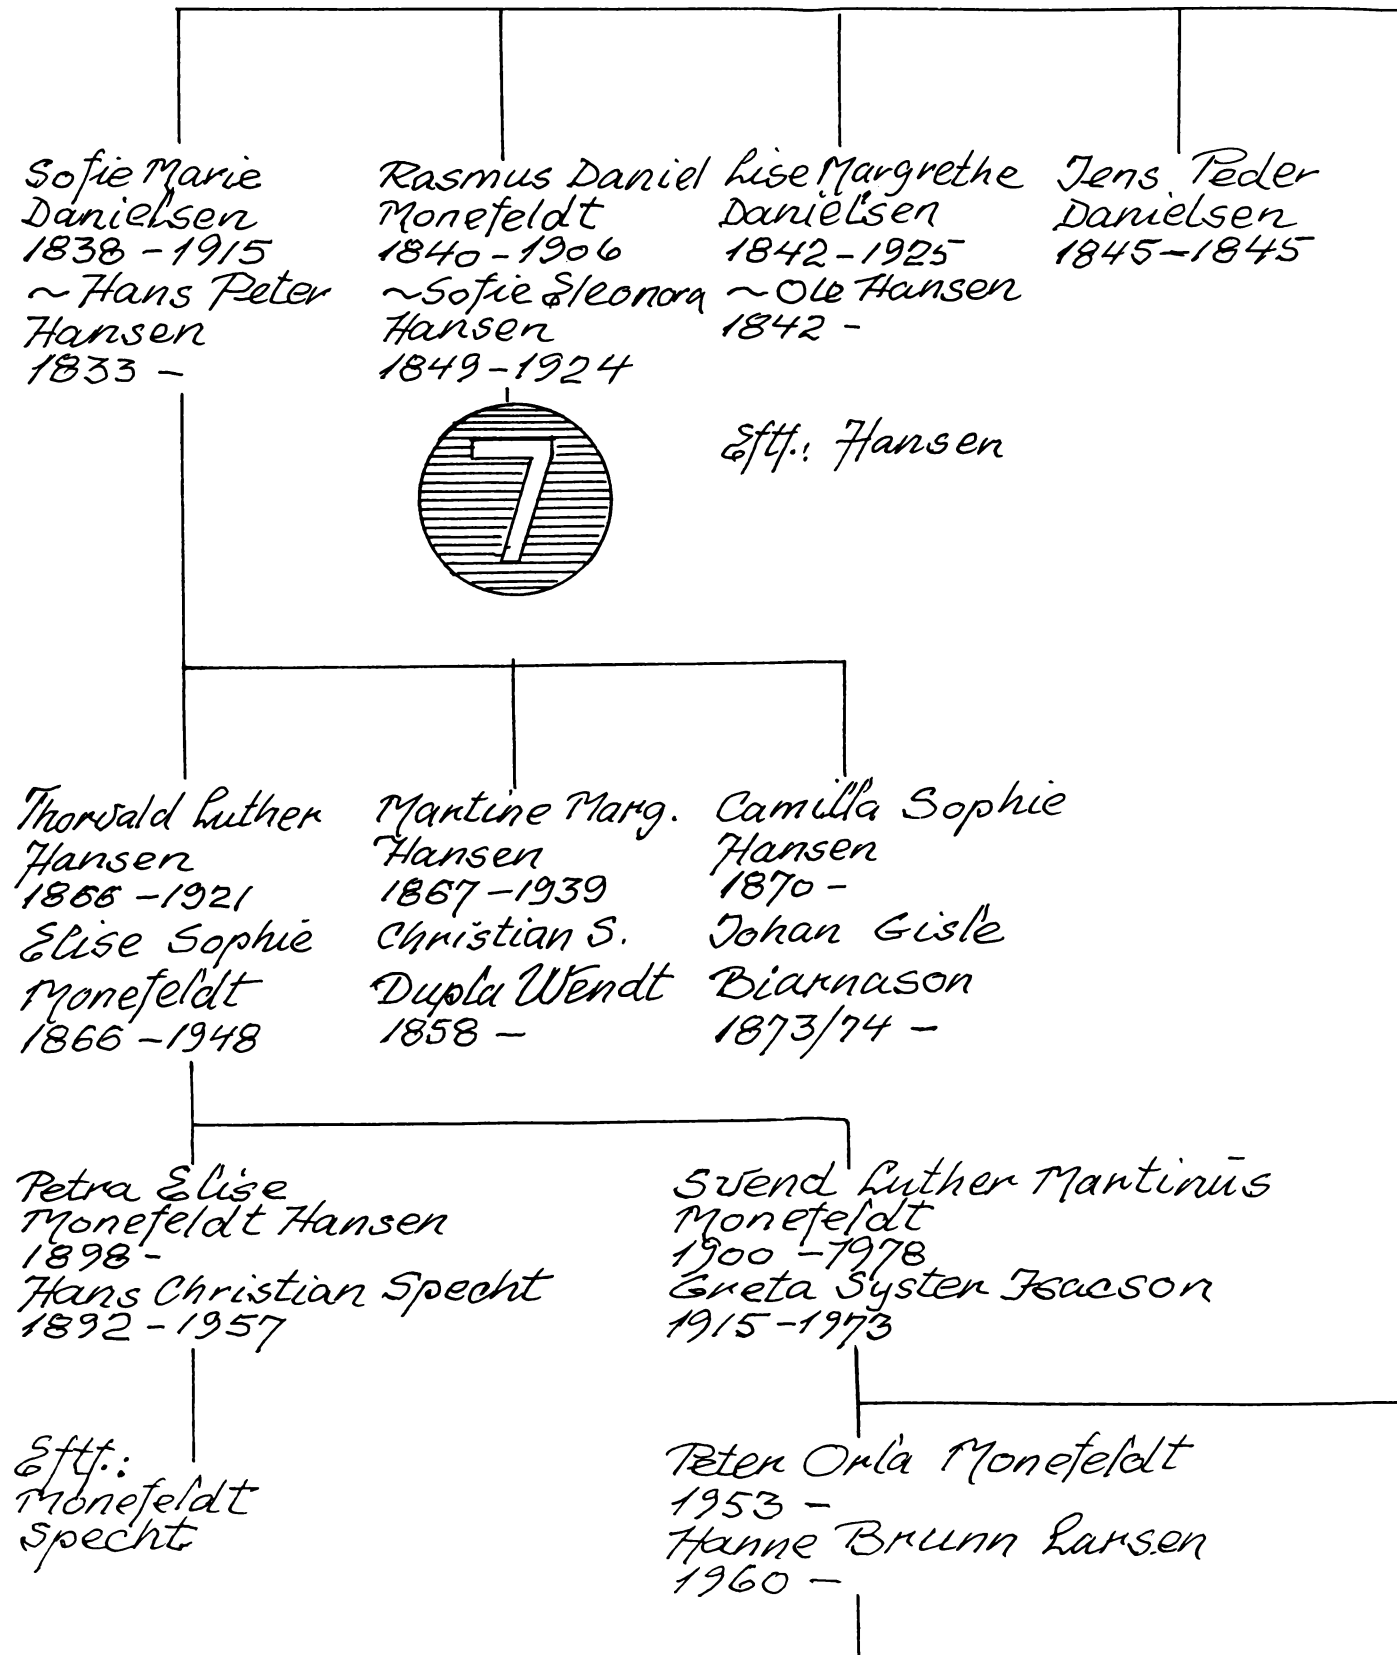 Sofie Marie
Danielsen
1838 - 1915
~ Hans Peter
Hansen
1833 -
Rasmus Daniel
Monefeldt
1840 - 1906
~ Sofie Eleonora
Hansen
1849 - 1924
7
Lise Margrethe
Danielsen
1842 - 1925
~ Ole Hansen
1842 -
Eftf.: Hansen
Jens Peder
Danielsen
1845 - 1845
Thorvald Luther
Hansen
1866 - 1921
Elise Sophie
Monefeldt
1866 - 1948
Martine Marg.
Hansen
1867 - 1939
Christian S.
Dupla Wendt
1858 -
Camilla Sophie
Hansen
1870 -
Johan Gisle
Biarnason
1873/74 -
Petra Elise
Monefeldt Hansen
1898 -
Hans Christian Specht
1892 - 1957
Eftf.:
Monefeldt
Specht
Svend Luther Martinus
Monefeldt
1900 - 1978
Greta Syster Isacson
1915 - 1973
Peter Orla Monefeldt
1953 -
Hanne Brunn Larsen
1960 -